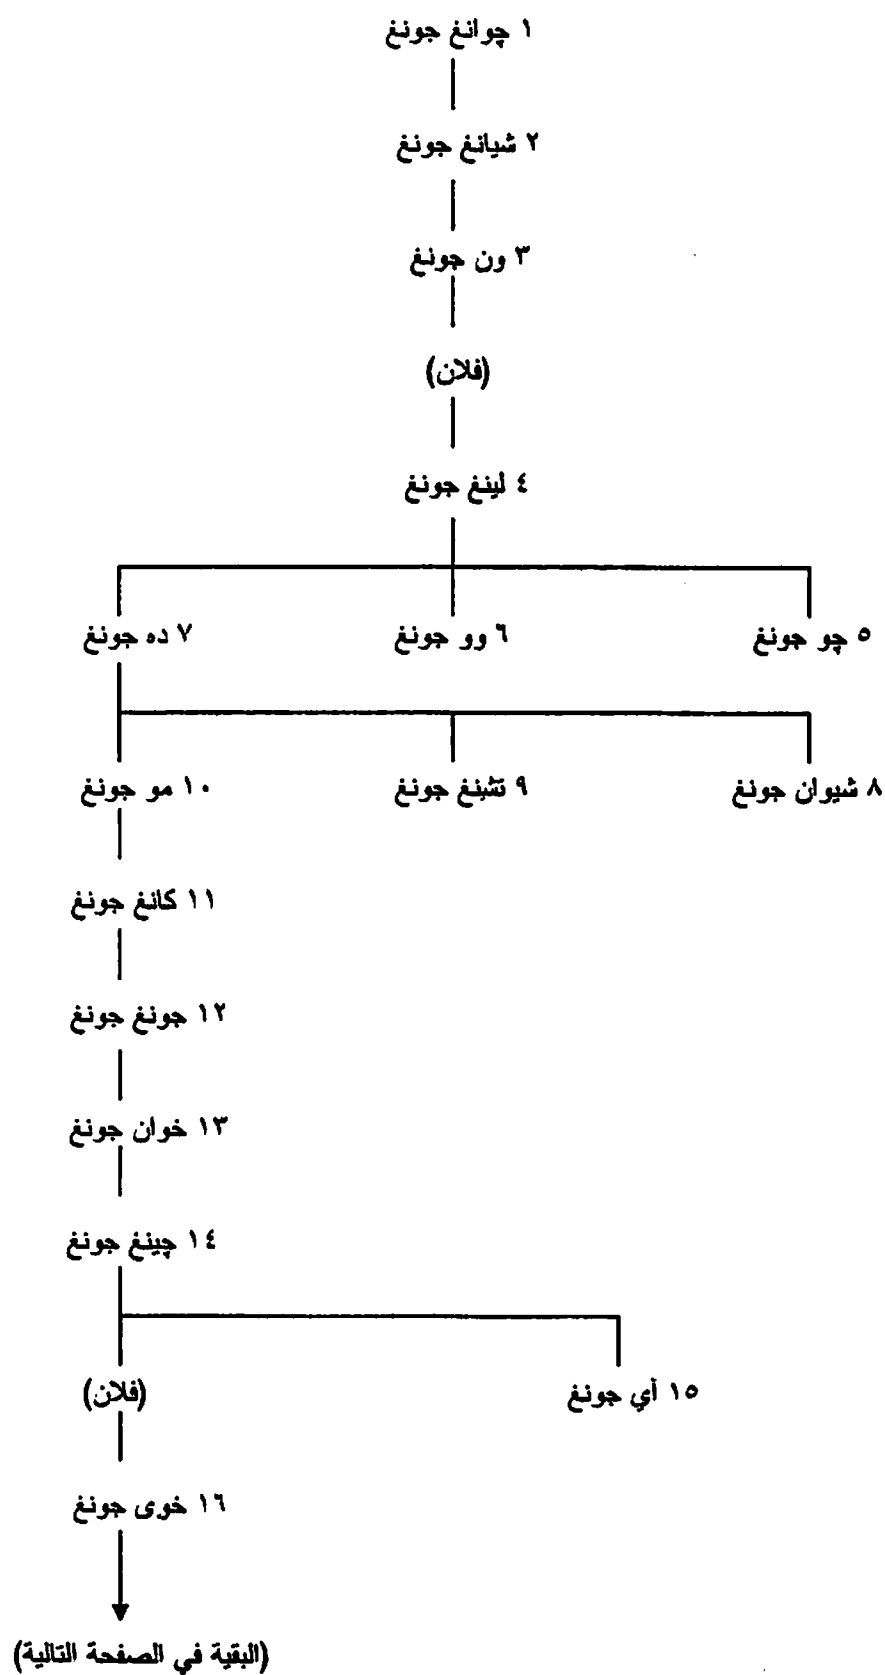 ١ چوانغ جونغ
٢ شيانغ جونغ
٣ ون جونغ
(فلان)
٤ لينغ جونغ
٥ چو جونغ
٦ وو جونغ
٧ ده جونغ
٨ شيوان جونغ
٩ تشينغ جونغ
١٠ مو جونغ
١١ كانغ جونغ
١٢ جونغ جونغ
١٣ خوان جونغ
١٤ چينغ جونغ
١٥ أي جونغ
(فلان)
١٦ خوى جونغ
(البقية في الصفحة التالية)